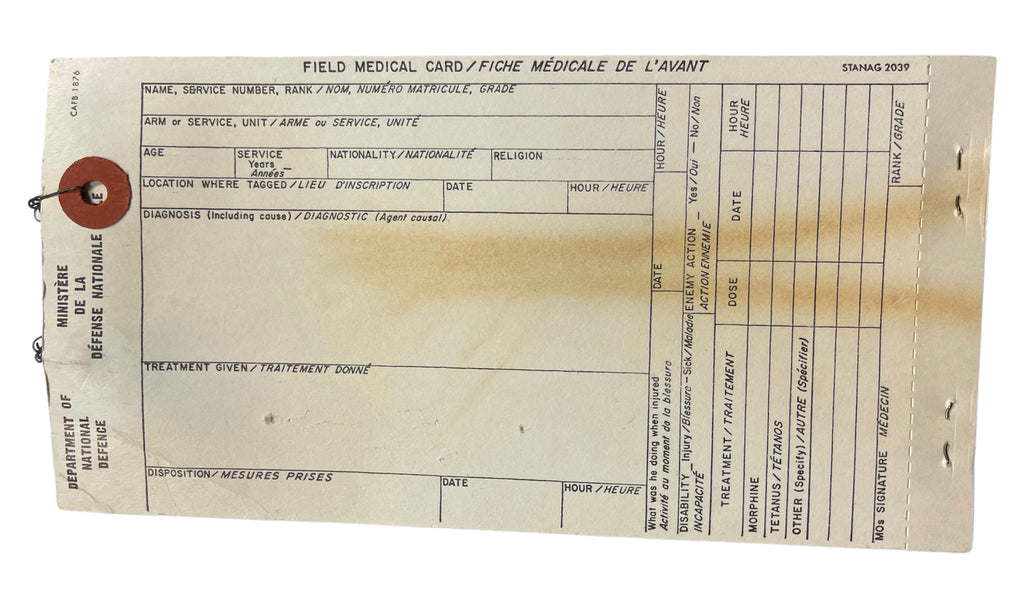 FIELD MEDICAL CARD / FICHE MÉDICALE DE L'AVANT
STANAG 2039
CAFB 1876
MINISTÈRE
DE LA
DÉFENSE NATIONALE
DEPARTMENT OF
NATIONAL
DEFENCE
NAME, SERVICE NUMBER, RANK / NOM, NUMÉRO MATRICULE, GRADE
ARM or SERVICE, UNIT / ARME ou SERVICE, UNITÉ
AGE
SERVICE
Years
Années
NATIONALITY / NATIONALITÉ
RELIGION
LOCATION WHERE TAGGED / LIEU D'INSCRIPTION
DATE
HOUR / HEURE
DIAGNOSIS (Including cause) / DIAGNOSTIC (Agent causal)
TREATMENT GIVEN / TRAITEMENT DONNÉ
DISPOSITION / MESURES PRISES
DATE
HOUR / HEURE
What was he doing when injured
Activité au moment de la blessure
DATE
HOUR / HEURE
DISABILITY — Injury / Blessure — Sick / Maladie
INCAPACITÉ
ENEMY ACTION — Yes / Oui — No / Non
ACTION ENNEMIE
TREATMENT / TRAITEMENT
DOSE
DATE
HOUR
HEURE
MORPHINE
TETANUS / TÉTANOS
OTHER (Specify) / AUTRE (Spécifier)
MOs SIGNATURE MÉDECIN
RANK / GRADE